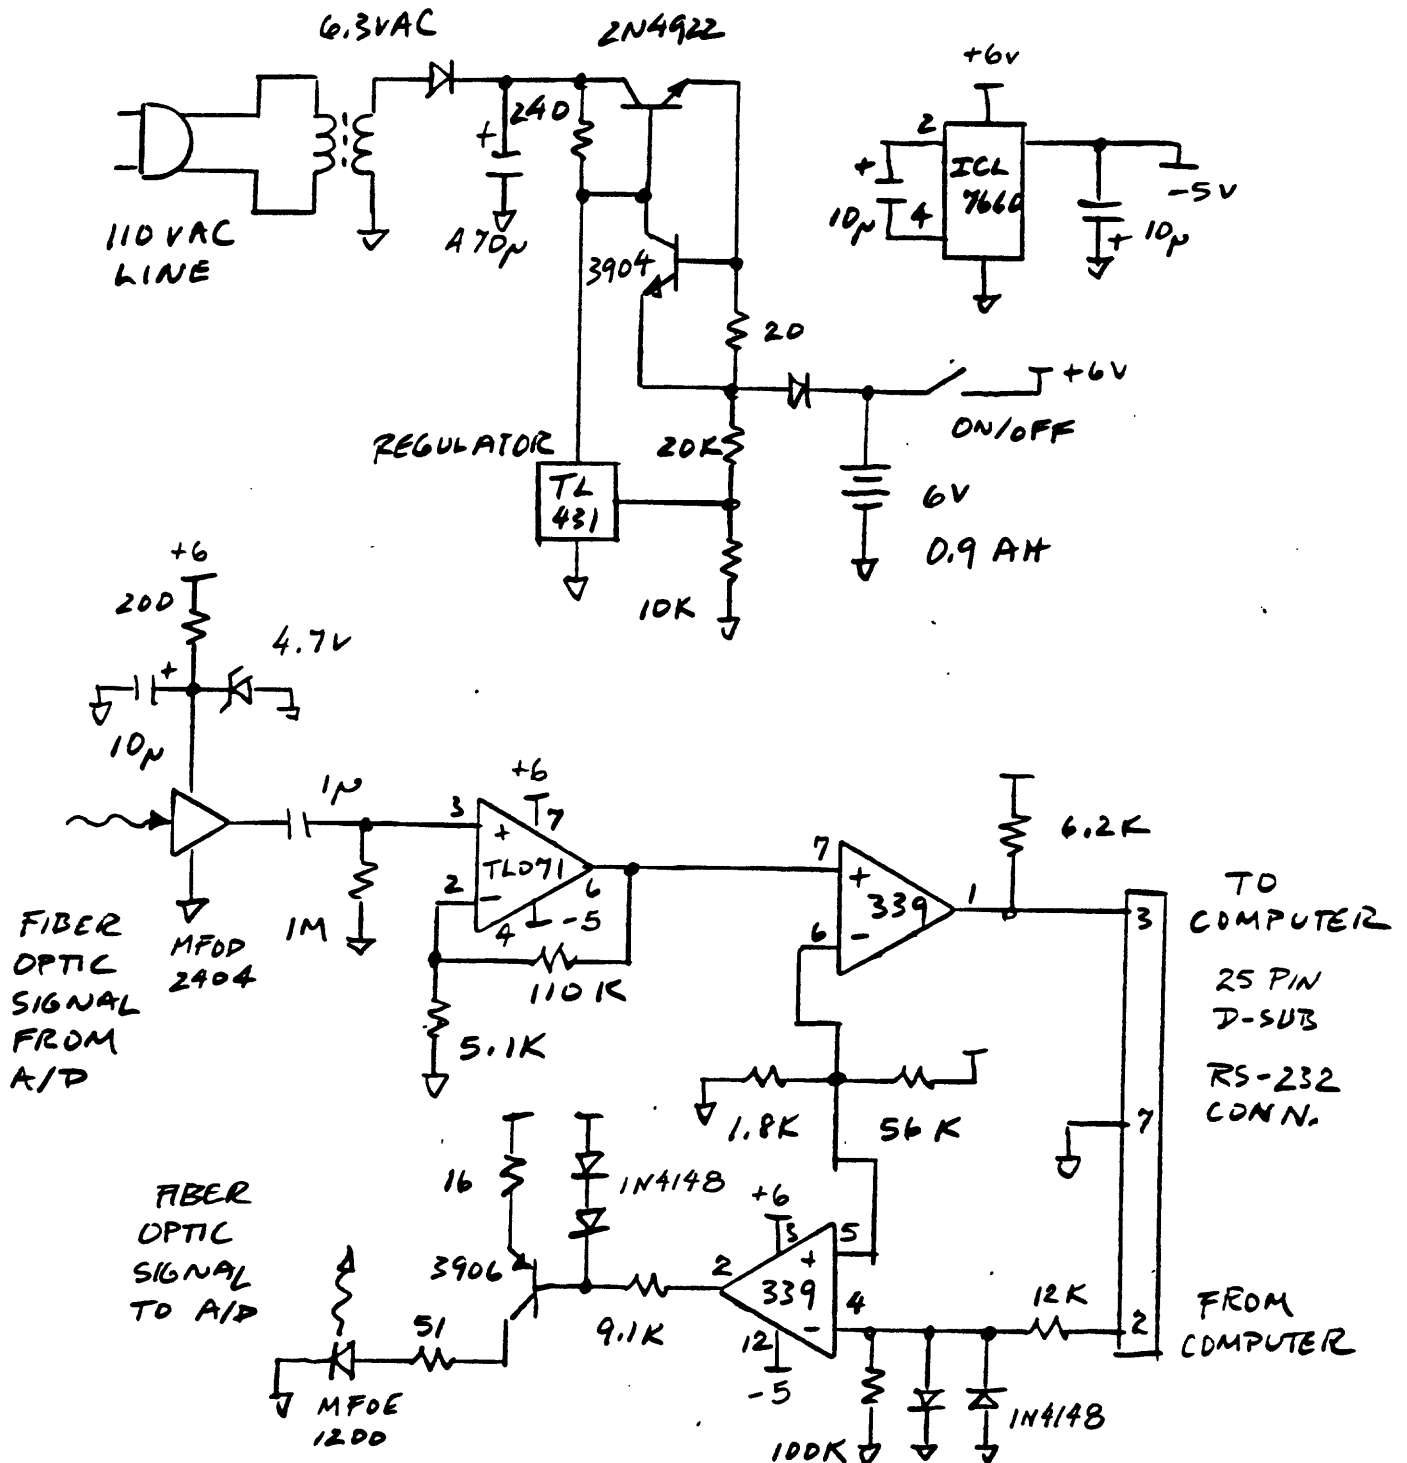 6.3VAC
2N4922
+6v
240
+
2
ICL
7660
+
10μ
4
-5v
+ 10μ
110 VAC
LINE
470μ
3904
20
+6V
ON/OFF
REGULATOR
20K
TL
431
6V
0.9 AH
10K
+6
200
4.7V
+
10μ
1μ
+6
3
7
+
TL071
2
-
6
4
-5
7
+
339
6
-
1
6.2K
3
TO
COMPUTER
FIBER
OPTIC
SIGNAL
FROM
A/D
MFOD
2404
1M
110K
5.1K
25 PIN
D-SUB
RS-232
CONN.
1.8K
56K
7
FIBER
OPTIC
SIGNAL
TO A/D
16
1N4148
+6
3
5
+
2
339
4
-
12
-5
3906
51
9.1K
12K
2
FROM
COMPUTER
MFOE
1200
100K
1N4148